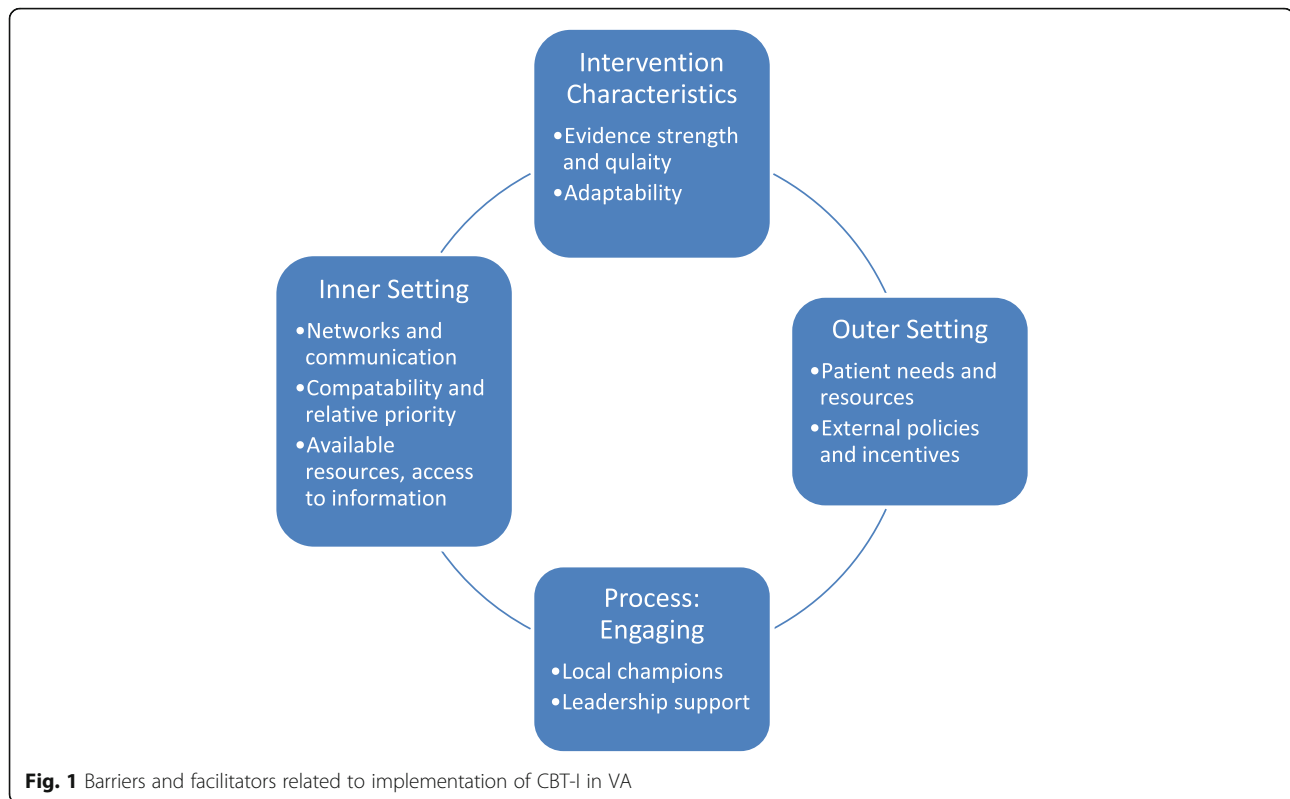 Intervention
Characteristics
•Evidence strength
and qulaity
•Adaptability
Inner Setting
•Networks and
communication
•Compatability and
relative priority
•Available
resources, access
to information
Outer Setting
•Patient needs and
resources
•External policies
and incentives
Process:
Engaging
•Local champions
•Leadership support
Fig. 1 Barriers and facilitators related to implementation of CBT-I in VA